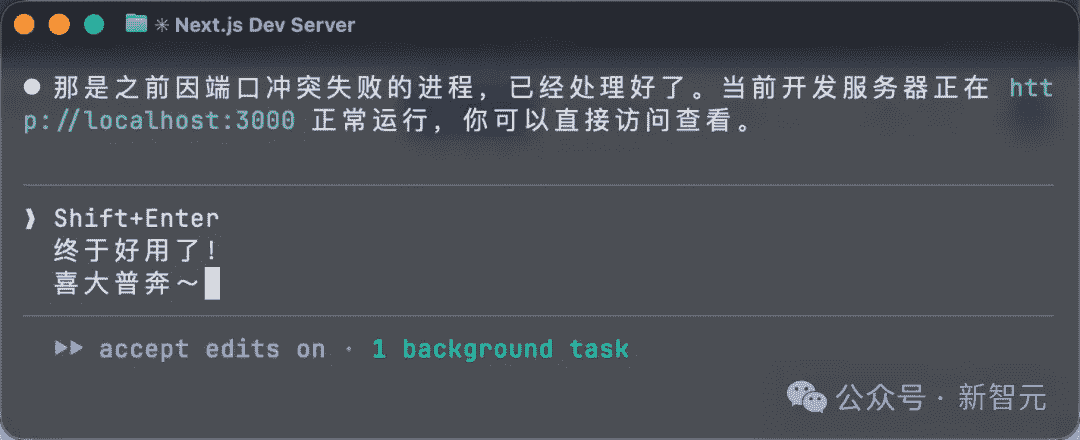 ✳ Next.js Dev Server
● 那是之前因端口冲突失败的进程，已经处理好了。当前开发服务器正在 htt
p://localhost:3000 正常运行，你可以直接访问查看。
❯ Shift+Enter
终于好用了！
喜大普奔～
▶▶ accept edits on · 1 background task
公众号 · 新智元